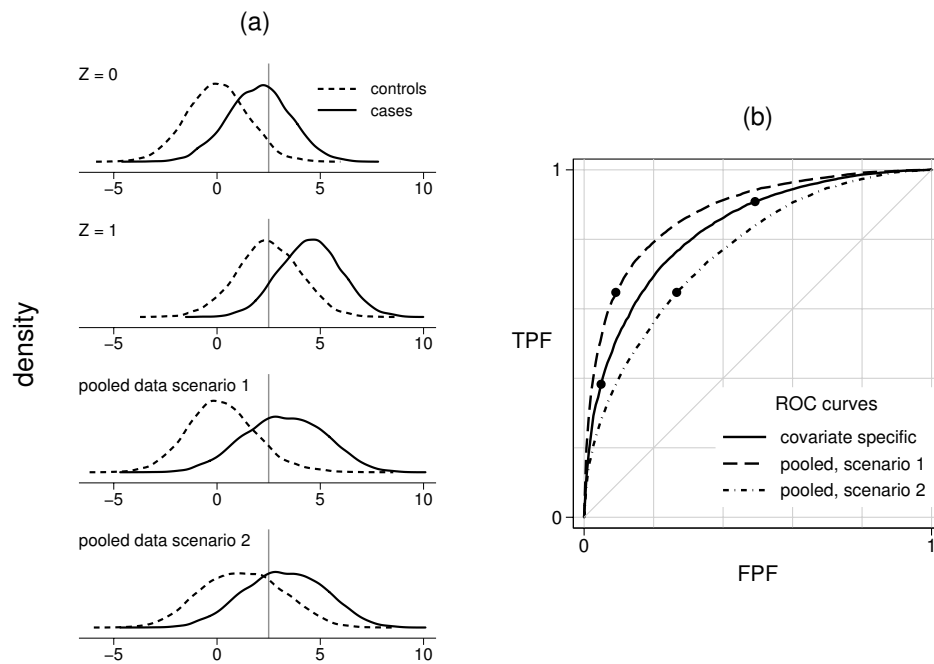 (a)
Z = 0
controls
cases
−5 0 5 10
Z = 1
−5 0 5 10
density
pooled data scenario 1
−5 0 5 10
pooled data scenario 2
−5 0 5 10
(b)
1
TPF
ROC curves
covariate specific
pooled, scenario 1
pooled, scenario 2
0
0 1
FPF